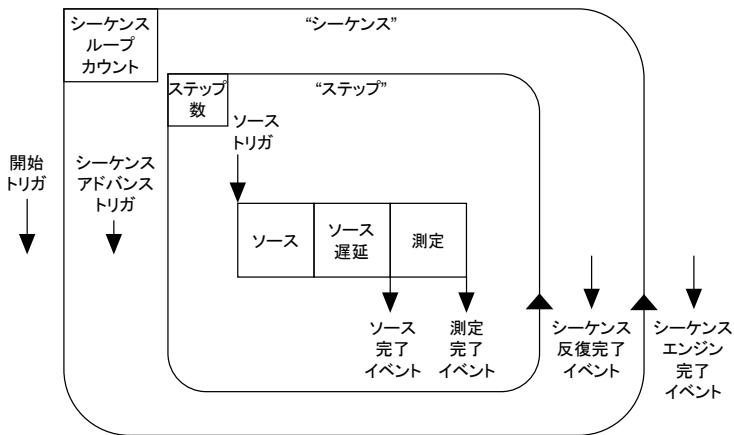 シーケンス
ループ
カウント
“シーケンス”
ステップ
数
“ステップ”
ソース
トリガ
開始
トリガ
シーケンス
アドバンス
トリガ
ソース
ソース
遅延
測定
ソース
完了
イベント
測定
完了
イベント
シーケンス
反復完了
イベント
シーケンス
エンジン
完了
イベント